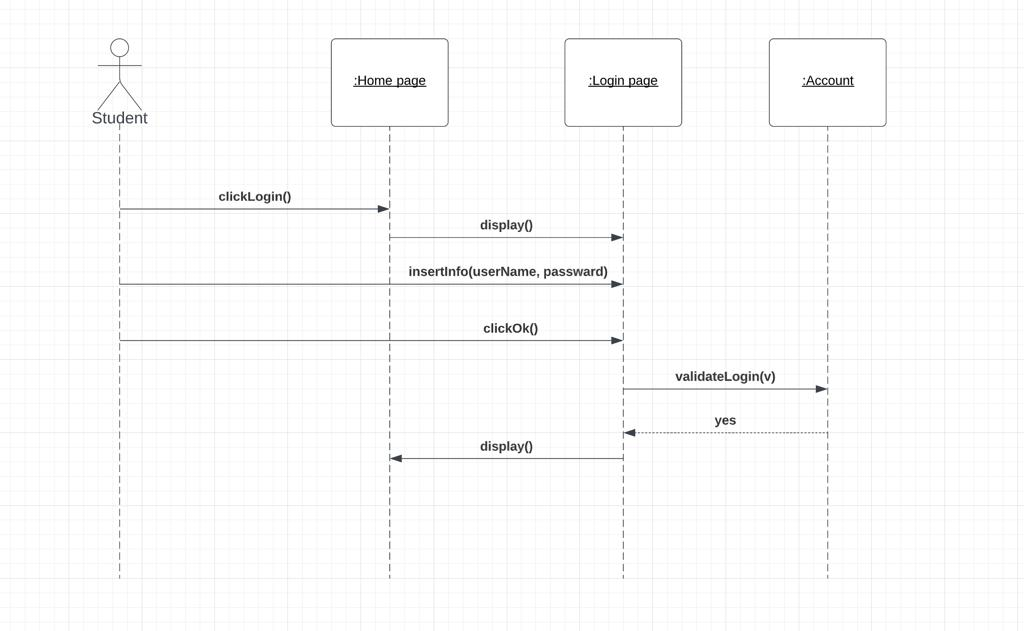 Student
:Home page
:Login page
:Account
clickLogin()
display()
insertInfo(userName, passward)
clickOk()
validateLogin(v)
yes
display()